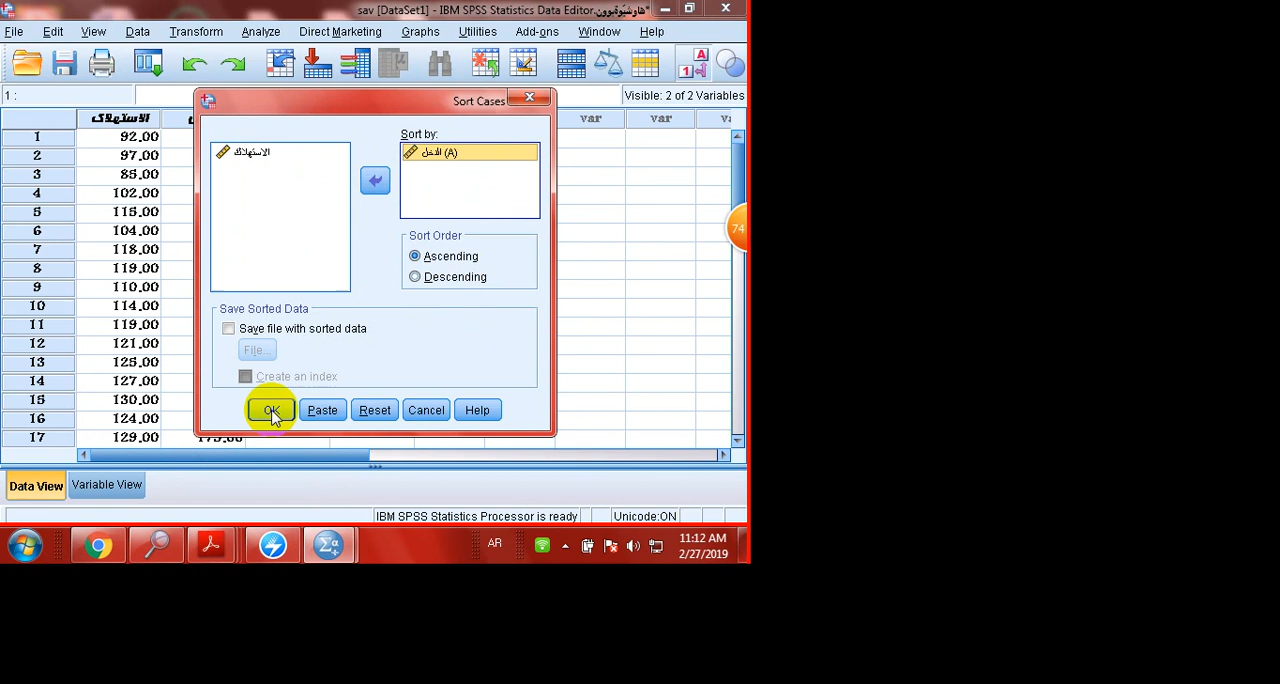 *هاوشێوەبوون.sav [DataSet1] - IBM SPSS Statistics Data Editor
File Edit View Data Transform Analyze Direct Marketing Graphs Utilities Add-ons Window Help
1 :
Visible: 2 of 2 Variables
الاستهلاك var var
1 92.00
2 97.00
3 85.00
4 102.00
5 115.00
6 104.00
7 118.00
8 119.00
9 110.00
10 114.00
11 119.00
12 121.00
13 125.00
14 127.00
15 130.00
16 124.00
17 129.00
Sort Cases
الاستهلاك
Sort by:
الدخل (A)
Sort Order
Ascending
Descending
Save Sorted Data
Save file with sorted data
File...
Create an index
OK Paste Reset Cancel Help
74
Data View Variable View
IBM SPSS Statistics Processor is ready Unicode:ON
AR
11:12 AM
2/27/2019